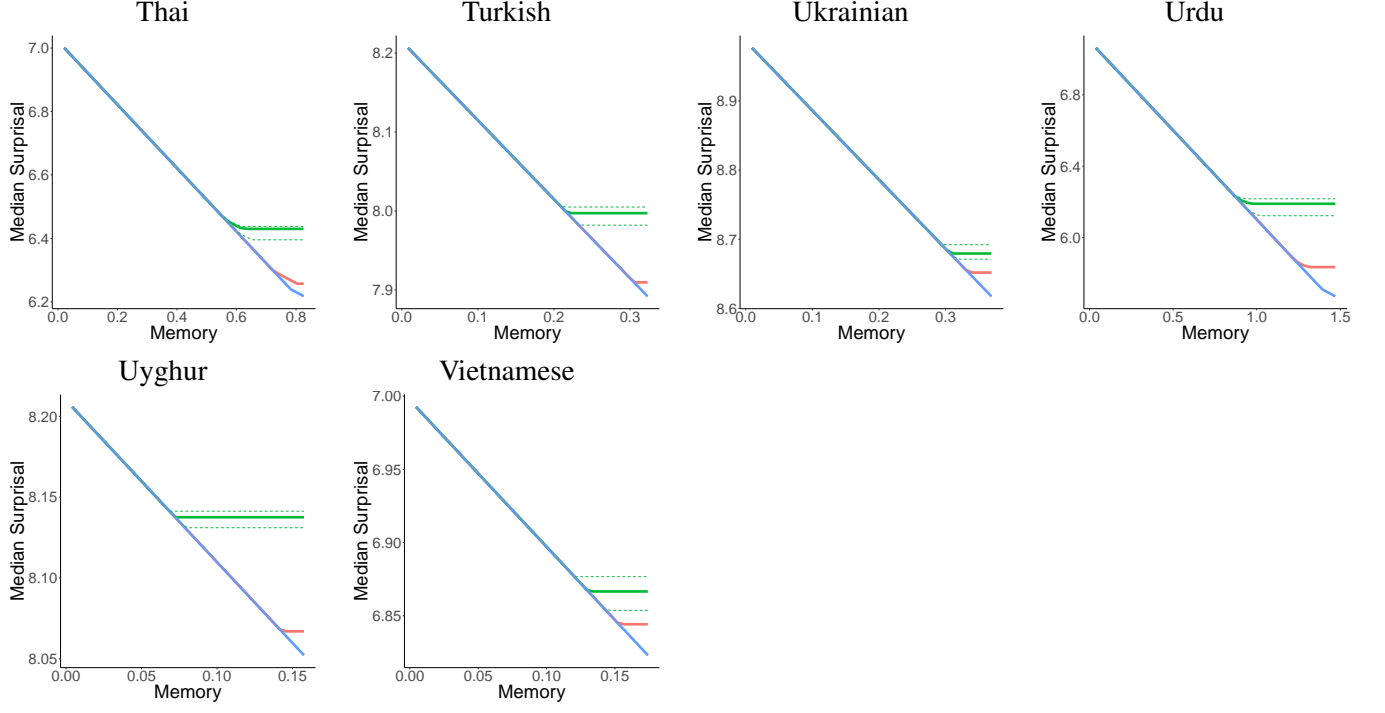 Thai Turkish Ukrainian Urdu
Median Surprisal
7.0
6.8
6.6
6.4
6.2
0.0 0.2 0.4 0.6 0.8
Memory
Median Surprisal
8.2
8.1
8.0
7.9
0.0 0.1 0.2 0.3
Memory
Median Surprisal
8.9
8.8
8.7
8.6
0.0 0.1 0.2 0.3
Memory
Median Surprisal
6.8
6.4
6.0
0.0 0.5 1.0 1.5
Memory
Uyghur Vietnamese
Median Surprisal
8.20
8.15
8.10
8.05
0.00 0.05 0.10 0.15
Memory
Median Surprisal
7.00
6.95
6.90
6.85
0.00 0.05 0.10 0.15
Memory